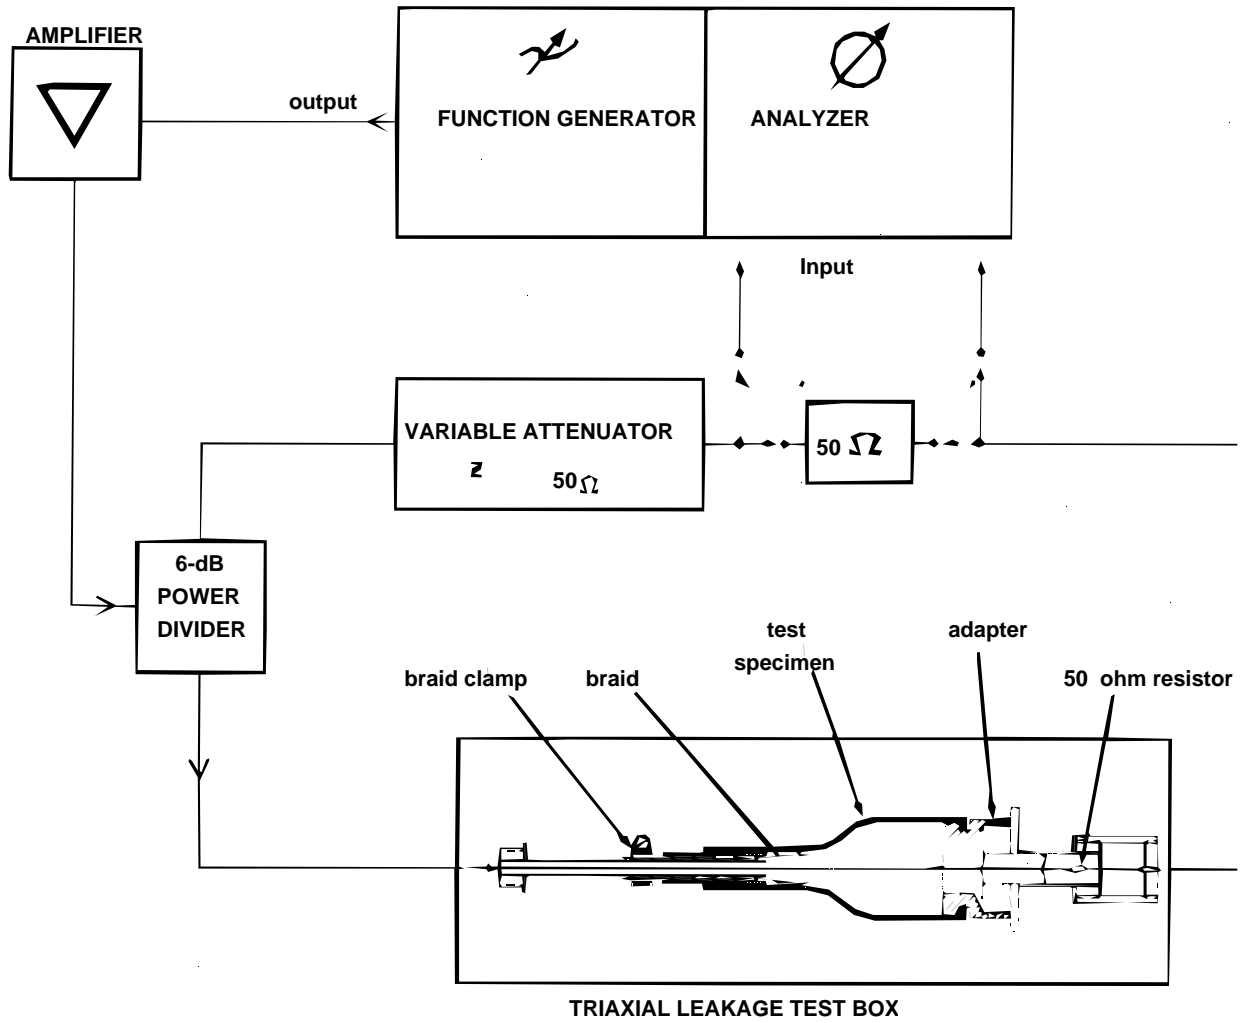 AMPLIFIER
output
FUNCTION GENERATOR
ANALYZER
Input
VARIABLE ATTENUATOR
Z 50Ω
50 Ω
6-dB
POWER
DIVIDER
test
specimen
adapter
braid clamp
braid
50 ohm resistor
TRIAXIAL LEAKAGE TEST BOX